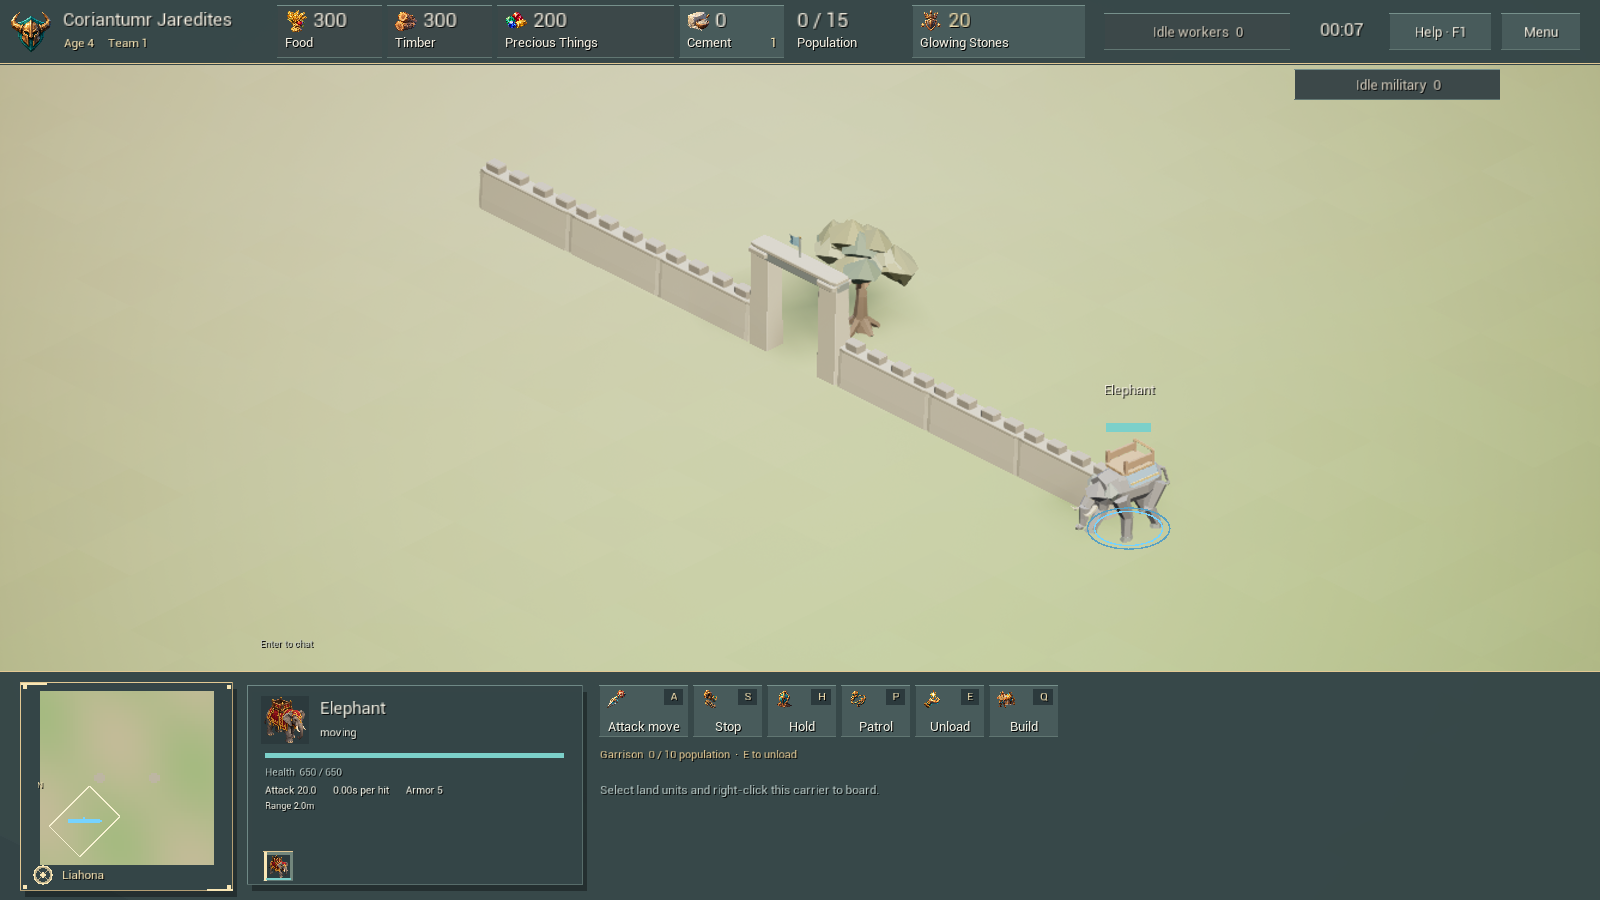 Coriantumr Jaredites
Age 4 Team 1
300
Food
300
Timber
200
Precious Things
0
Cement 1
0 / 15
Population
20
Glowing Stones
Idle workers 0
00:07
Help · F1
Menu
Idle military 0
Elephant
Enter to chat
N
Liahona
Elephant
moving
Health 650 / 650
Attack 20.0 0.00s per hit Armor 5
Range 2.0m
A
Attack move
S
Stop
H
Hold
P
Patrol
E
Unload
Q
Build
Garrison 0 / 10 population · E to unload
Select land units and right-click this carrier to board.